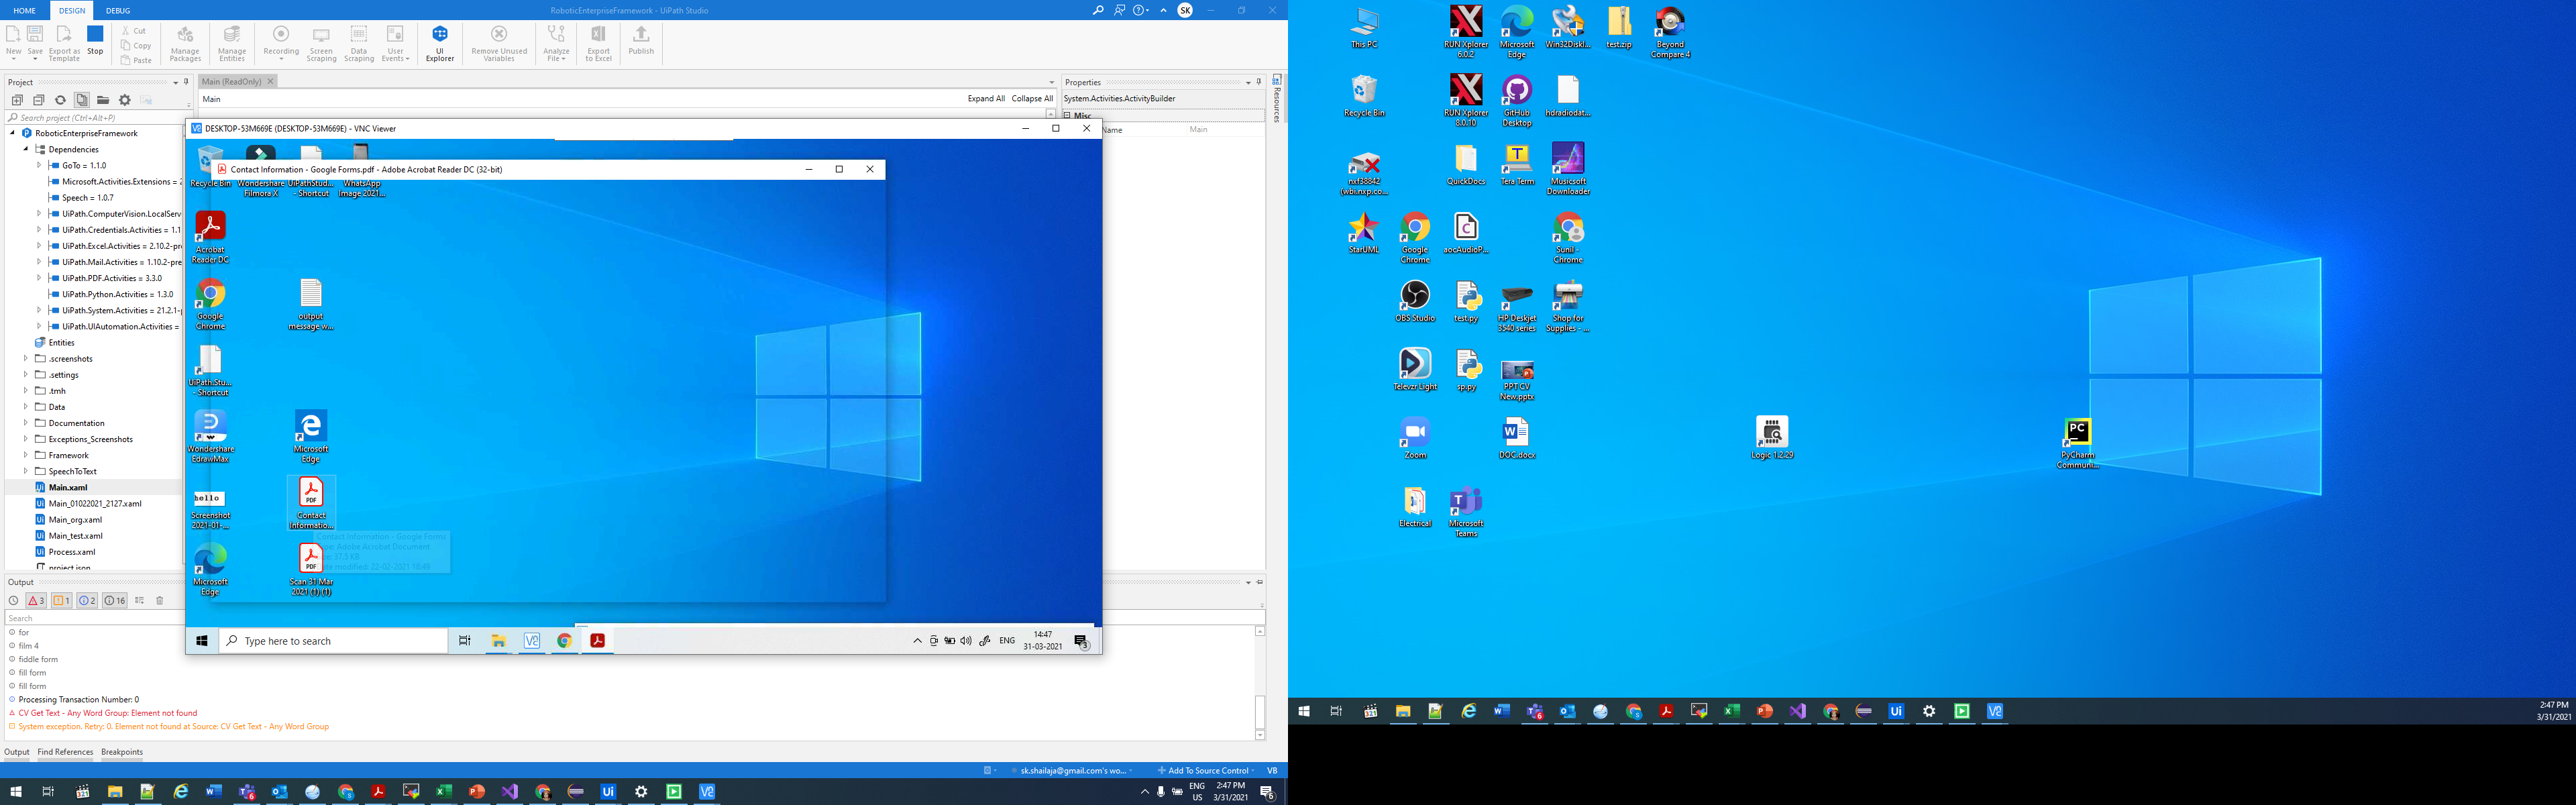 HOME DESIGN DEBUG
RoboticEnterpriseFramework - UiPath Studio
SK
New Save Export as Template Stop
Cut
Copy
Paste
Manage Packages
Manage Entities
Recording
Screen Scraping
Data Scraping
User Events
UI Explorer
Remove Unused Variables
Analyze File
Export to Excel
Publish
Project
Search project (Ctrl+Alt+P)
RoboticEnterpriseFramework
Dependencies
GoTo = 1.1.0
Microsoft.Activities.Extensions = 2
Speech = 1.0.7
UiPath.ComputerVision.LocalServ
UiPath.Credentials.Activities = 1.1
UiPath.Excel.Activities = 2.10.2-pre
UiPath.Mail.Activities = 1.10.2-pre
UiPath.PDF.Activities = 3.3.0
UiPath.Python.Activities = 1.3.0
UiPath.System.Activities = 21.2.1-p
UiPath.UIAutomation.Activities =
Entities
.screenshots
.settings
.tmh
Data
Documentation
Exceptions_Screenshots
Framework
SpeechToText
Main.xaml
Main_01022021_2127.xaml
Main_org.xaml
Main_test.xaml
Process.xaml
project.json
Main (ReadOnly)
Main
Expand All Collapse All
Properties
System.Activities.ActivityBuilder
Misc
Name Main
Resources
DESKTOP-53M669E (DESKTOP-53M669E) - VNC Viewer
Contact Information - Google Forms.pdf - Adobe Acrobat Reader DC (32-bit)
Recycle Bin
Wondershare Filmora X
UiPathStud... - Shortcut
WhatsApp Image 2021...
Acrobat Reader DC
Google Chrome
output message w...
UiPath.Stu... - Shortcut
Wondershare EdrawMax
Microsoft Edge
hello
Screenshot 2021-01-...
PDF
Contact Informatio...
Contact Information - Google Forms
Type: Adobe Acrobat Document
Size: 37.5 KB
Date modified: 22-02-2021 18:49
Microsoft Edge
PDF
Scan 31 Mar 2021 (1) (1)
Type here to search
ENG
14:47
31-03-2021
3
Output
3 1 2 16
Search
for
film 4
fiddle form
fill form
fill form
Processing Transaction Number: 0
CV Get Text - Any Word Group: Element not found
System exception. Retry: 0. Element not found at Source: CV Get Text - Any Word Group
Output Find References Breakpoints
sk.shailaja@gmail.com's wo...
Add To Source Control
VB
ENG
US
2:47 PM
3/31/2021
6
This PC
RUN Xplorer 6.0.2
Microsoft Edge
Win32DiskI...
test.zip
Beyond Compare 4
Recycle Bin
RUN Xplorer 8.0.10
GitHub Desktop
hdradiodat...
nxf38842 (wbi.nxp.co...
QuickDocs
Tera Term
Musicsoft Downloader
StarUML
Google Chrome
aocAudioP...
Sunil - Chrome
OBS Studio
test.py
HP Deskjet 3540 series
Shop for Supplies - ...
Televzr Light
sp.py
PPT CV New.pptx
Zoom
DOC.docx
Logic 1.2.29
PC
PyCharm Communi...
Electrical
Microsoft Teams
2:47 PM
3/31/2021